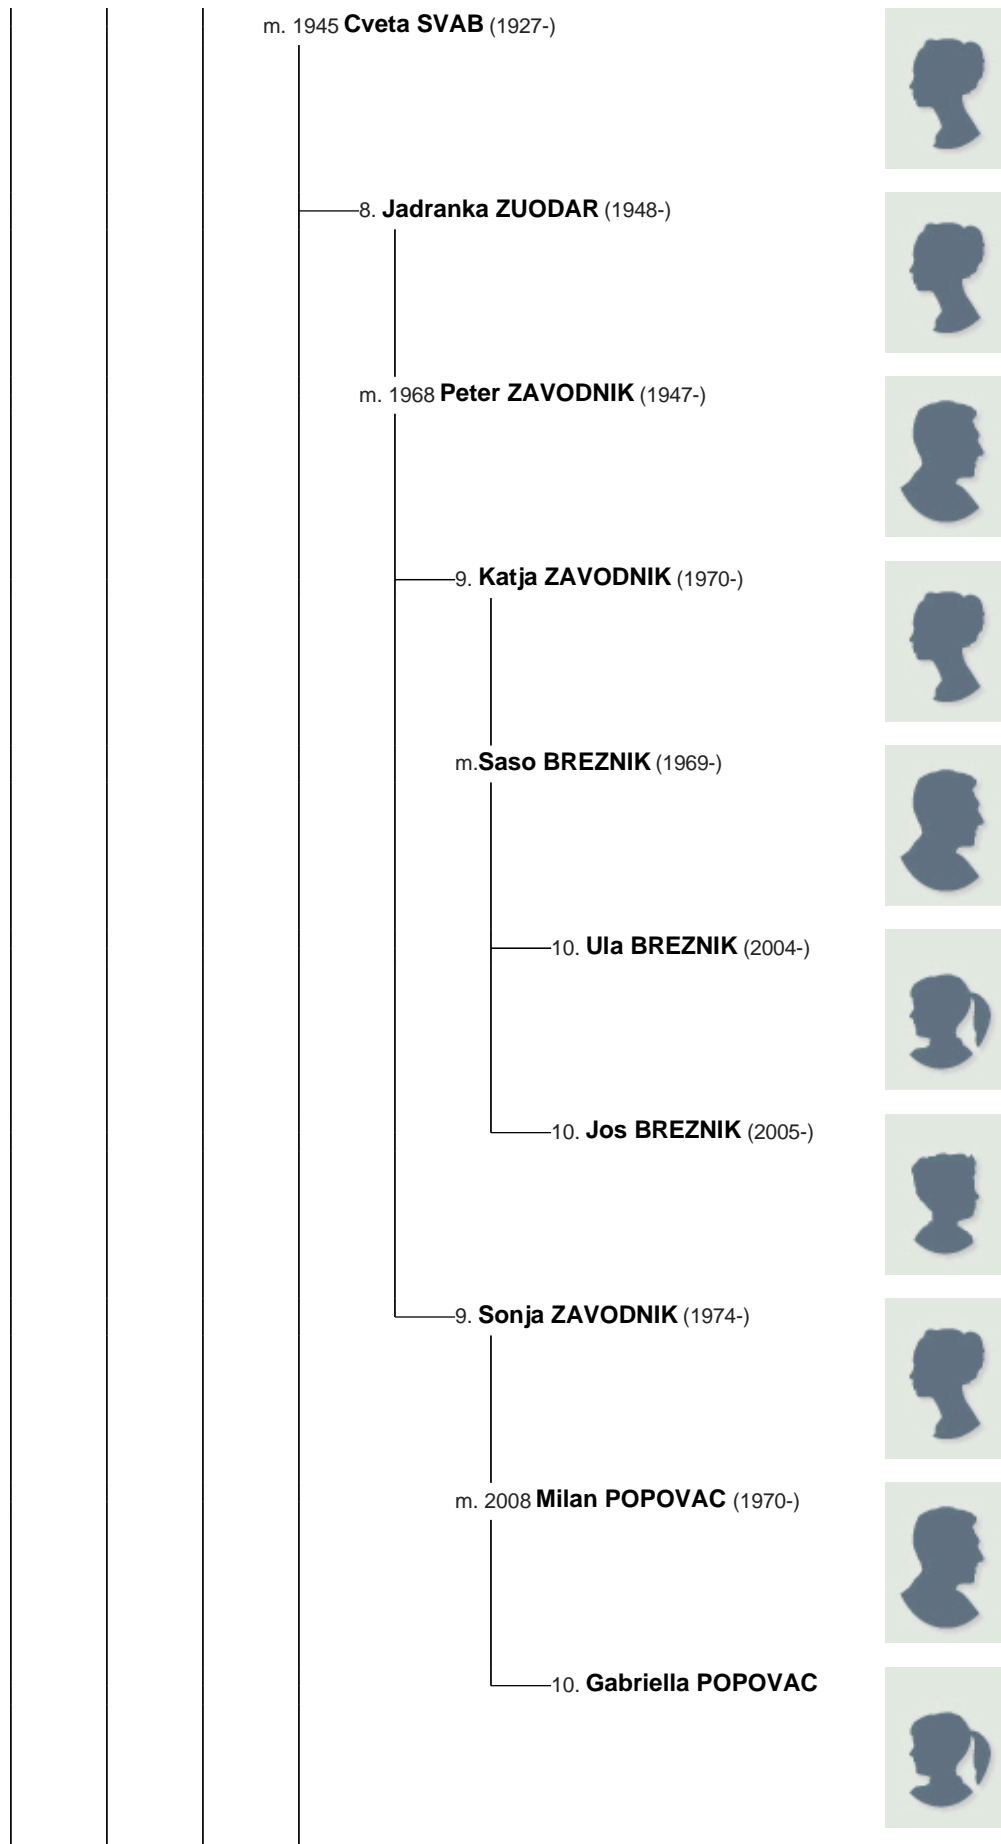 m. 1945 Cveta SVAB (1927-)
8. Jadranka ZUODAR (1948-)
m. 1968 Peter ZAVODNIK (1947-)
9. Katja ZAVODNIK (1970-)
m.Saso BREZNIK (1969-)
10. Ula BREZNIK (2004-)
10. Jos BREZNIK (2005-)
9. Sonja ZAVODNIK (1974-)
m. 2008 Milan POPOVAC (1970-)
10. Gabriella POPOVAC